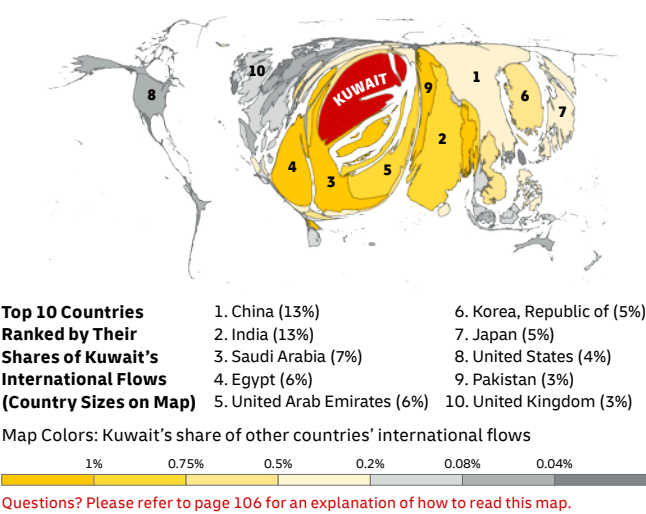 10
8
KUWAIT
9
1
6
7
2
4
3
5
Top 10 Countries
Ranked by Their
Shares of Kuwait's
International Flows
(Country Sizes on Map)
1. China (13%)
2. India (13%)
3. Saudi Arabia (7%)
4. Egypt (6%)
5. United Arab Emirates (6%)
6. Korea, Republic of (5%)
7. Japan (5%)
8. United States (4%)
9. Pakistan (3%)
10. United Kingdom (3%)
Map Colors: Kuwait's share of other countries' international flows
1% 0.75% 0.5% 0.2% 0.08% 0.04%
Questions? Please refer to page 106 for an explanation of how to read this map.